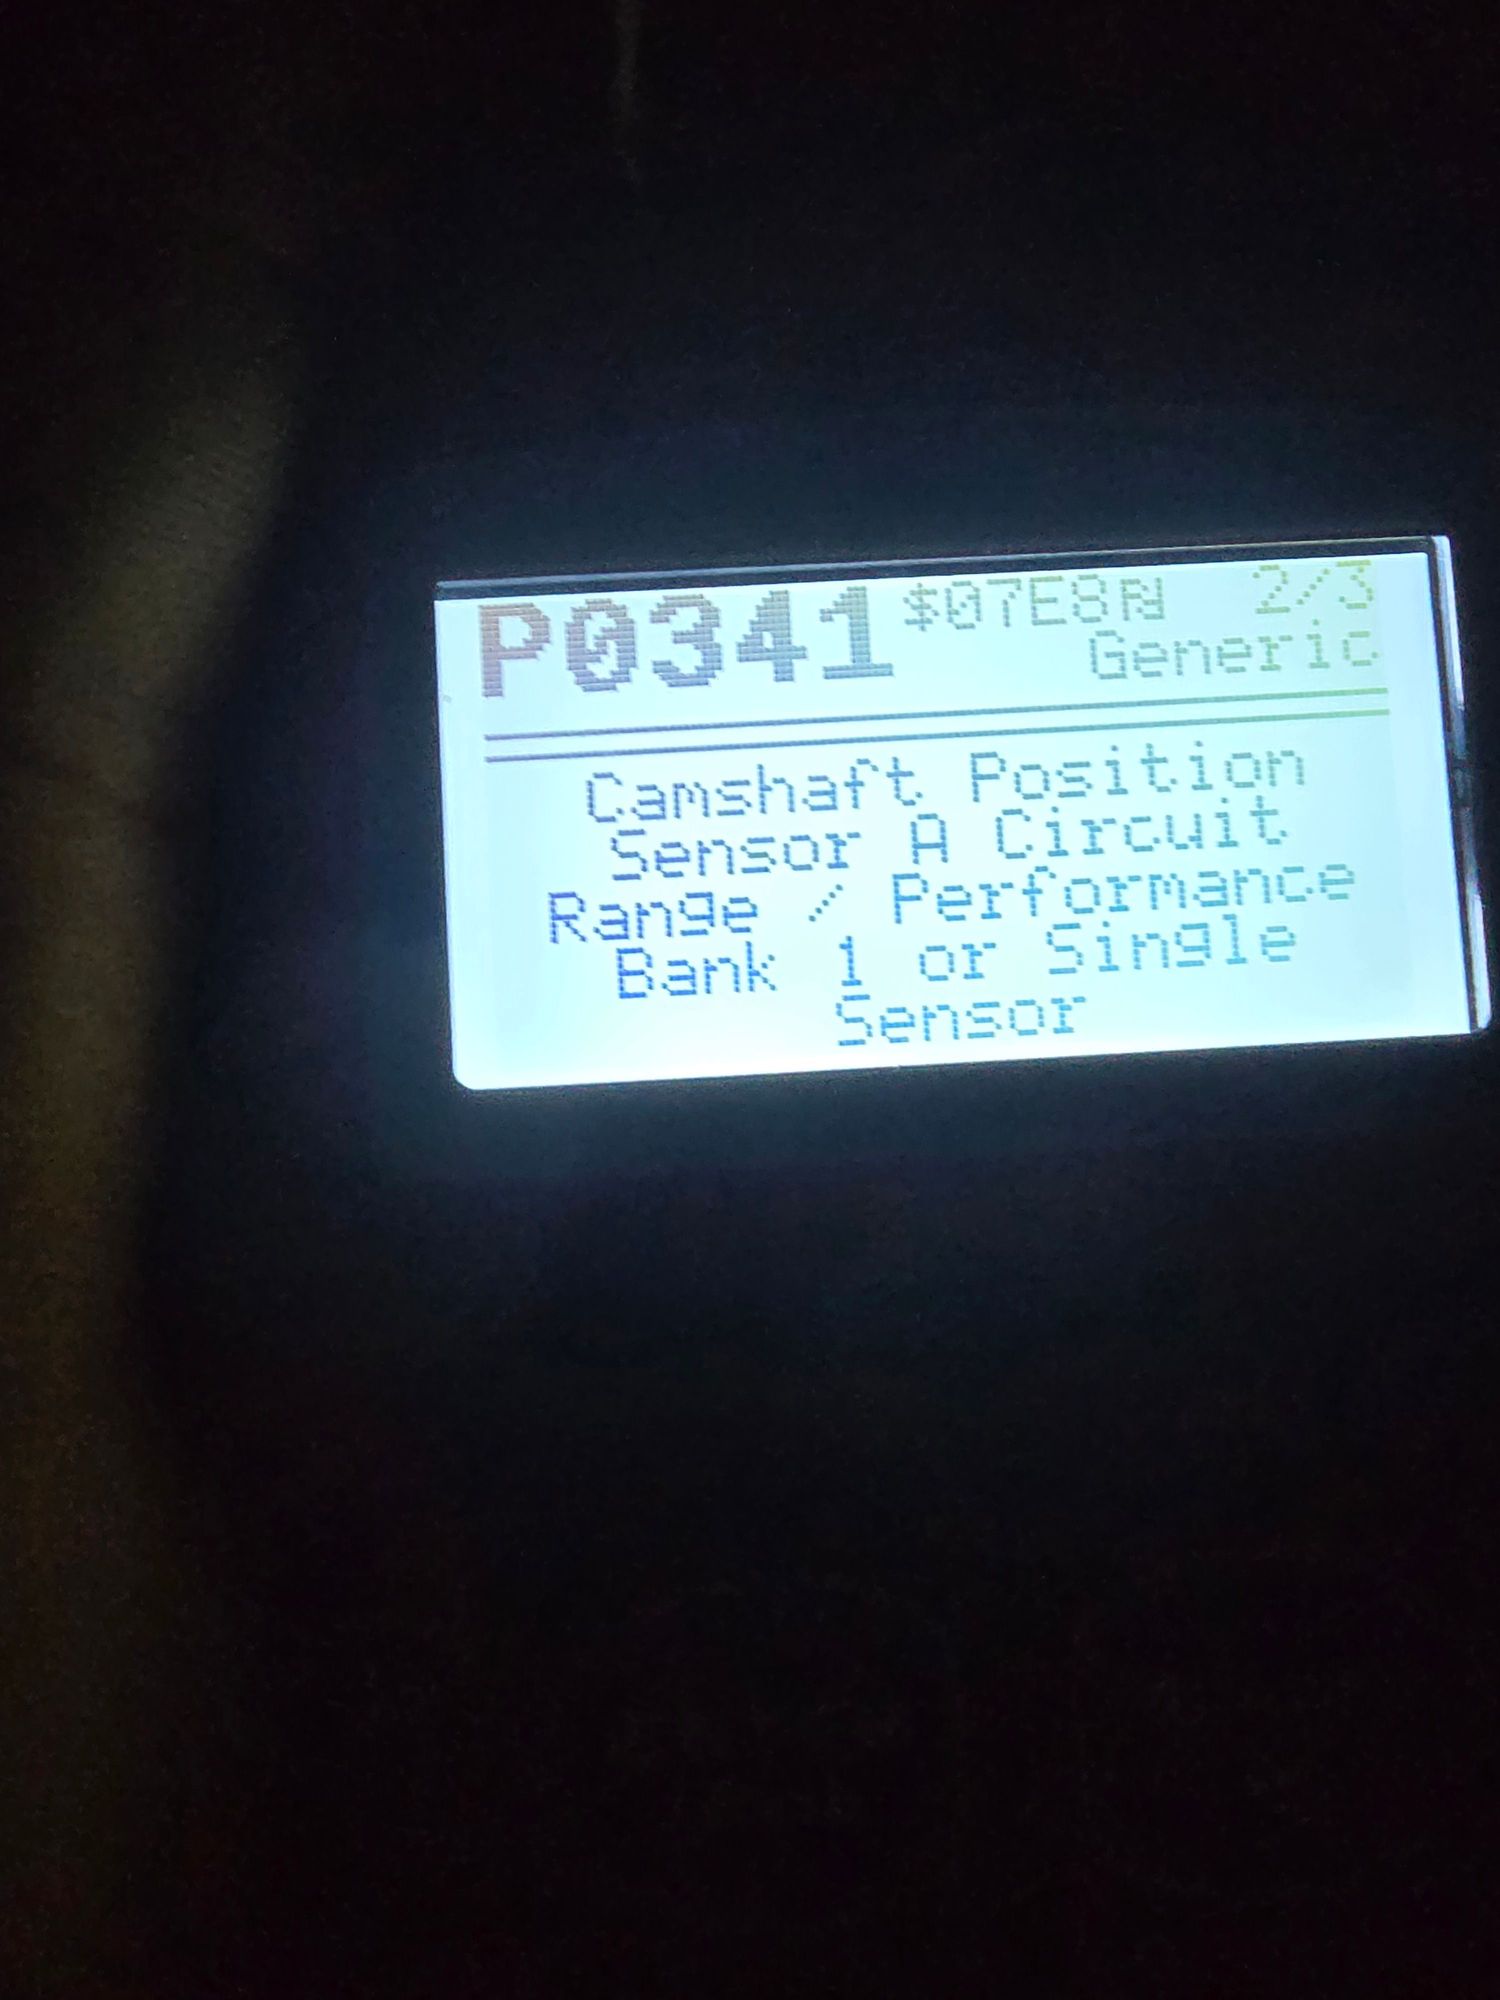 P0341 $07E8N 2/3
Generic
Camshaft Position
Sensor A Circuit
Range / Performance
Bank 1 or Single
Sensor